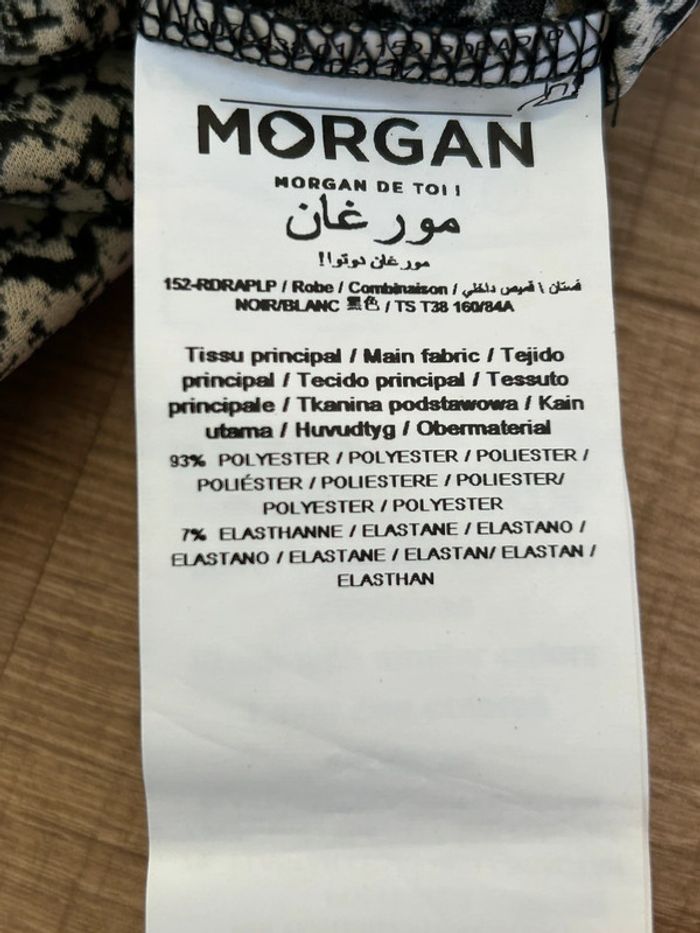 MORGAN
MORGAN DE TOI !
مورغان
مورغان دوتوا!
152-RDRAPLP / Robe / Combinaison / فستان \ قميص داخلي
NOIR/BLANC 黑色 / TS T38 160/84A
Tissu principal / Main fabric / Tejido
principal / Tecido principal / Tessuto
principale / Tkanina podstawowa / Kain
utama / Huvudtyg / Obermaterial
93% POLYESTER / POLYESTER / POLIESTER /
POLIÉSTER / POLIESTERE / POLIESTER/
POLYESTER / POLYESTER
7% ELASTHANNE / ELASTANE / ELASTANO /
ELASTANO / ELASTANE / ELASTAN/ ELASTAN /
ELASTHAN